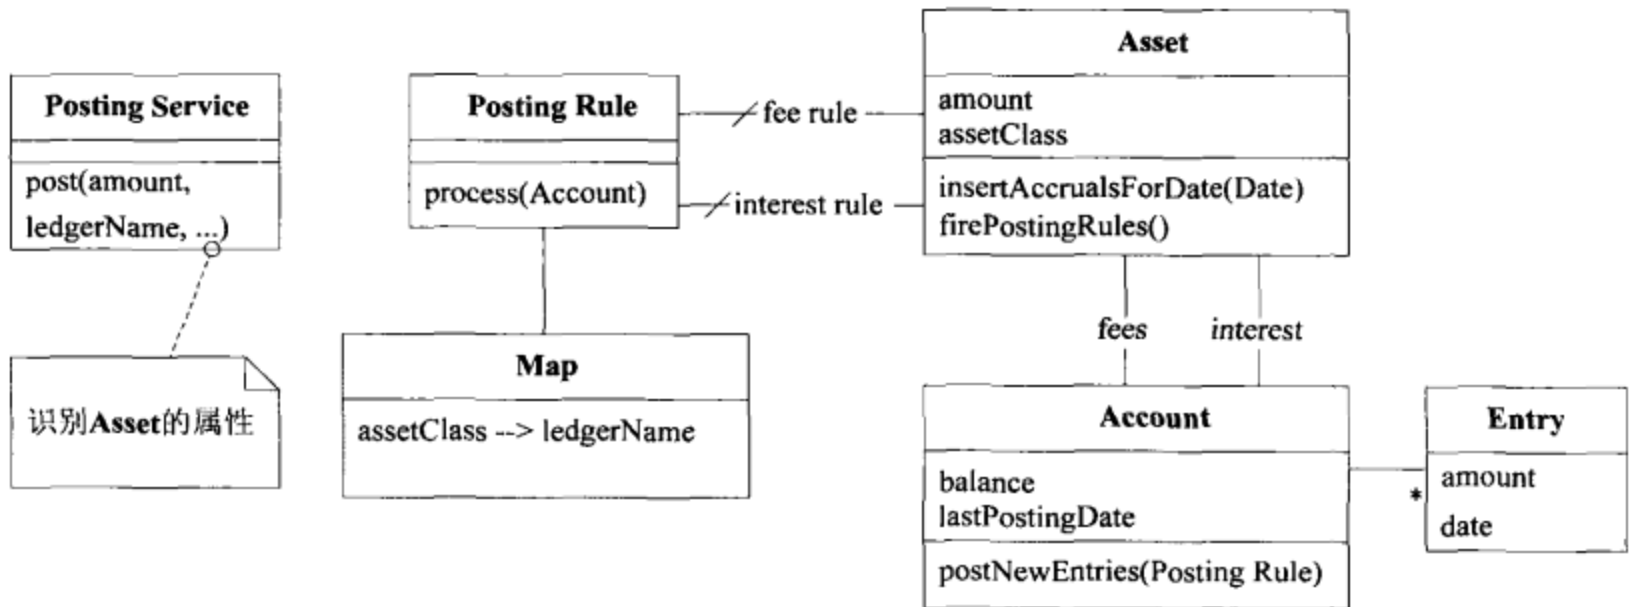 Posting Service
post(amount,
ledgerName, ...)
识别Asset的属性
Posting Rule
process(Account)
fee rule
interest rule
Map
assetClass --> ledgerName
Asset
amount
assetClass
insertAccrualsForDate(Date)
firePostingRules()
fees
interest
Account
balance
lastPostingDate
postNewEntries(Posting Rule)
*
Entry
amount
date